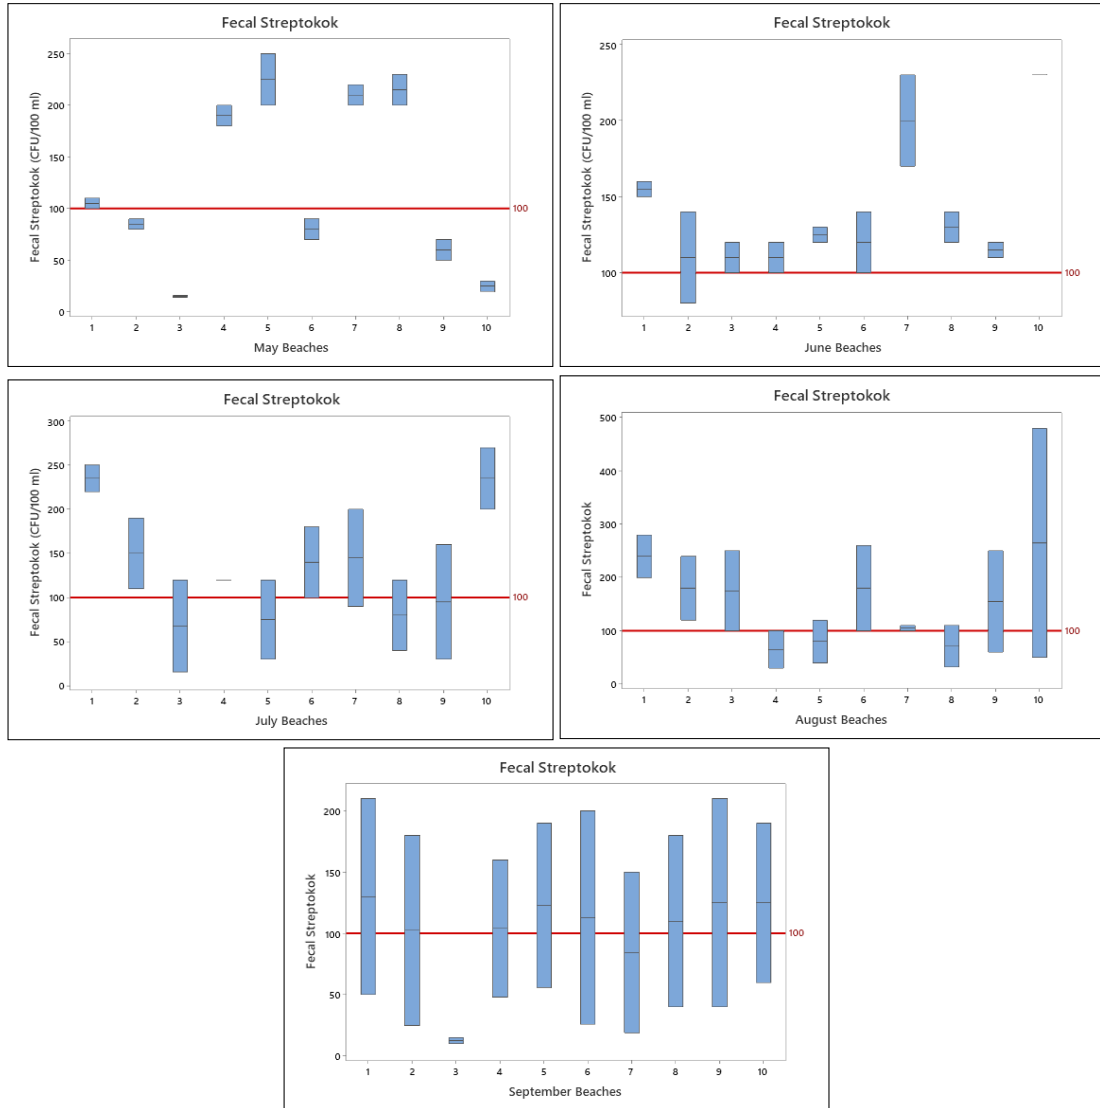 Fecal Streptokok
Fecal Streptokok (CFU/100 ml)
250
200
150
100
50
0
100
1 2 3 4 5 6 7 8 9 10
May Beaches
Fecal Streptokok
Fecal Streptokok (CFU/100 ml)
250
200
150
100
100
1 2 3 4 5 6 7 8 9 10
June Beaches
Fecal Streptokok
Fecal Streptokok (CFU/100 ml)
300
250
200
150
100
50
0
100
1 2 3 4 5 6 7 8 9 10
July Beaches
Fecal Streptokok
Fecal Streptokok
500
400
300
200
100
0
100
1 2 3 4 5 6 7 8 9 10
August Beaches
Fecal Streptokok
Fecal Streptokok
200
150
100
50
0
100
1 2 3 4 5 6 7 8 9 10
September Beaches